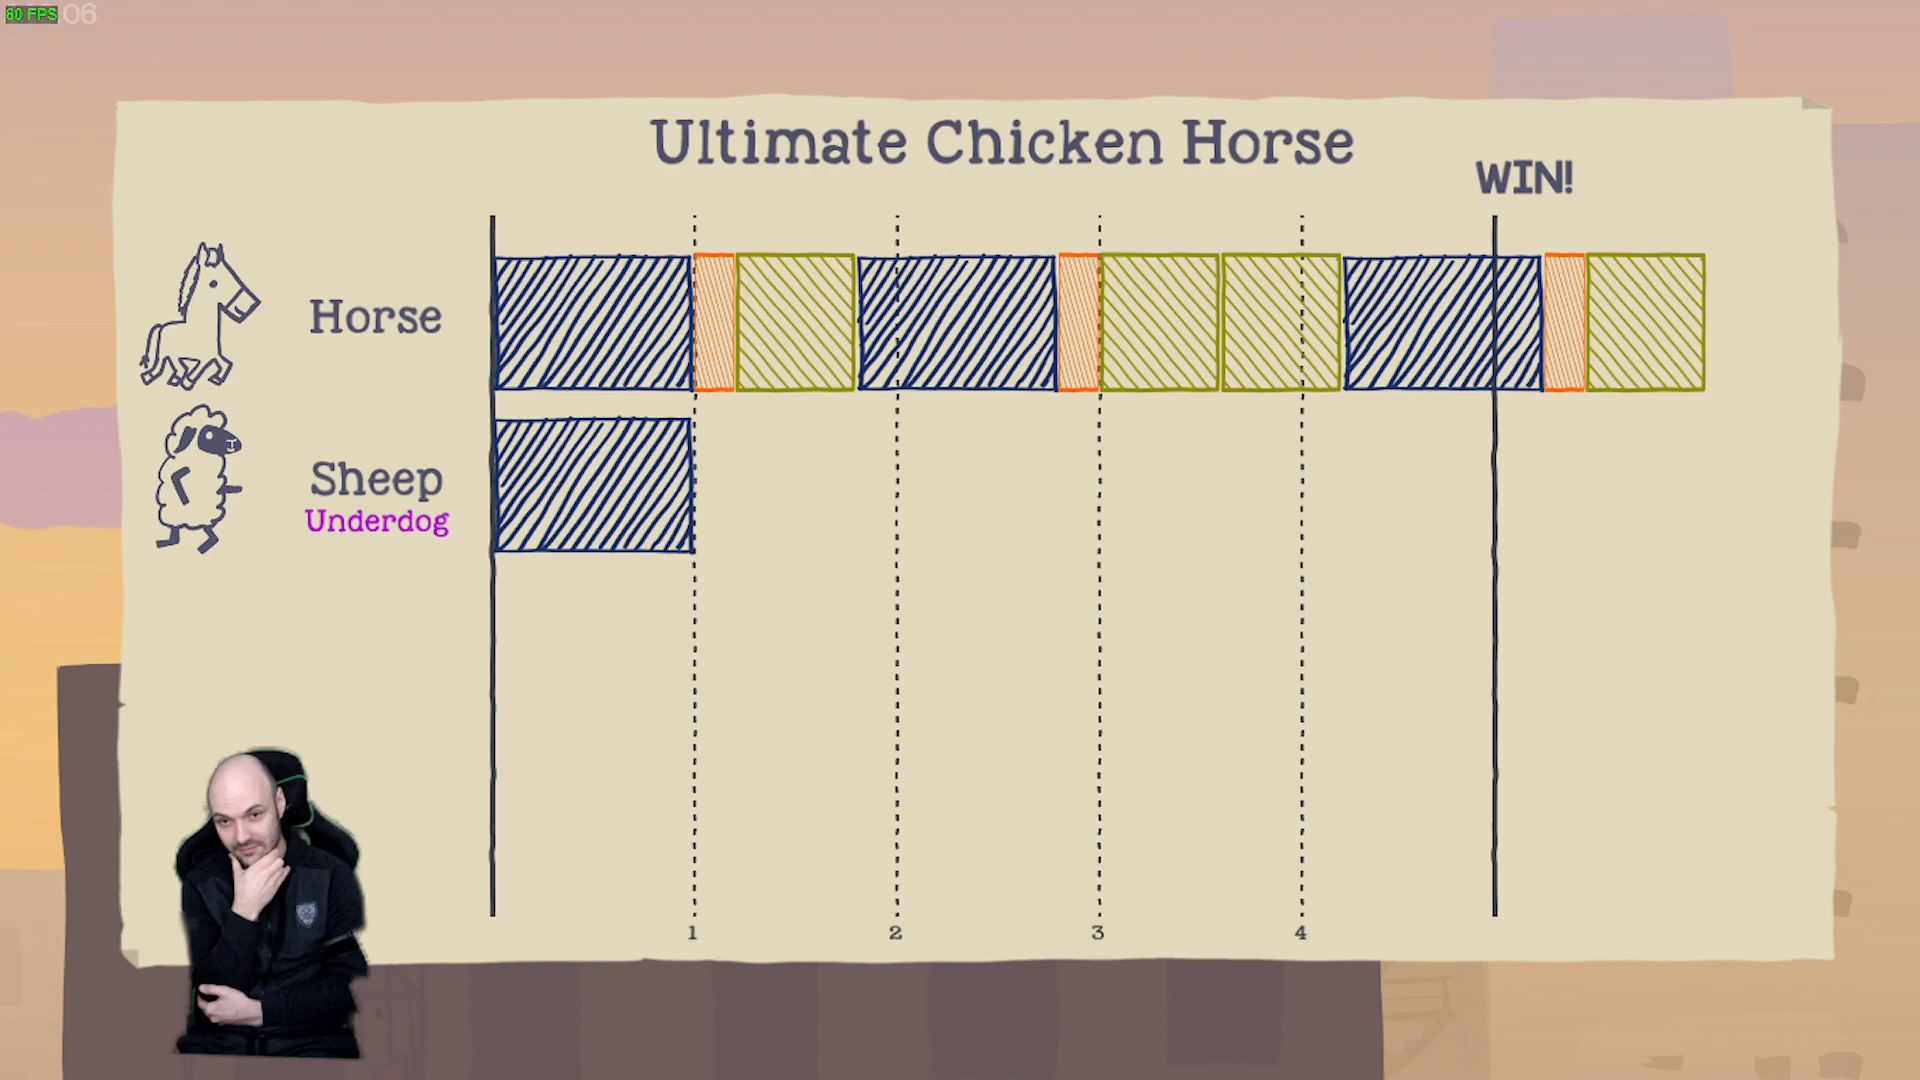 60 FPS 06
Ultimate Chicken Horse
WIN!
Horse
Sheep
Underdog
1 2 3 4